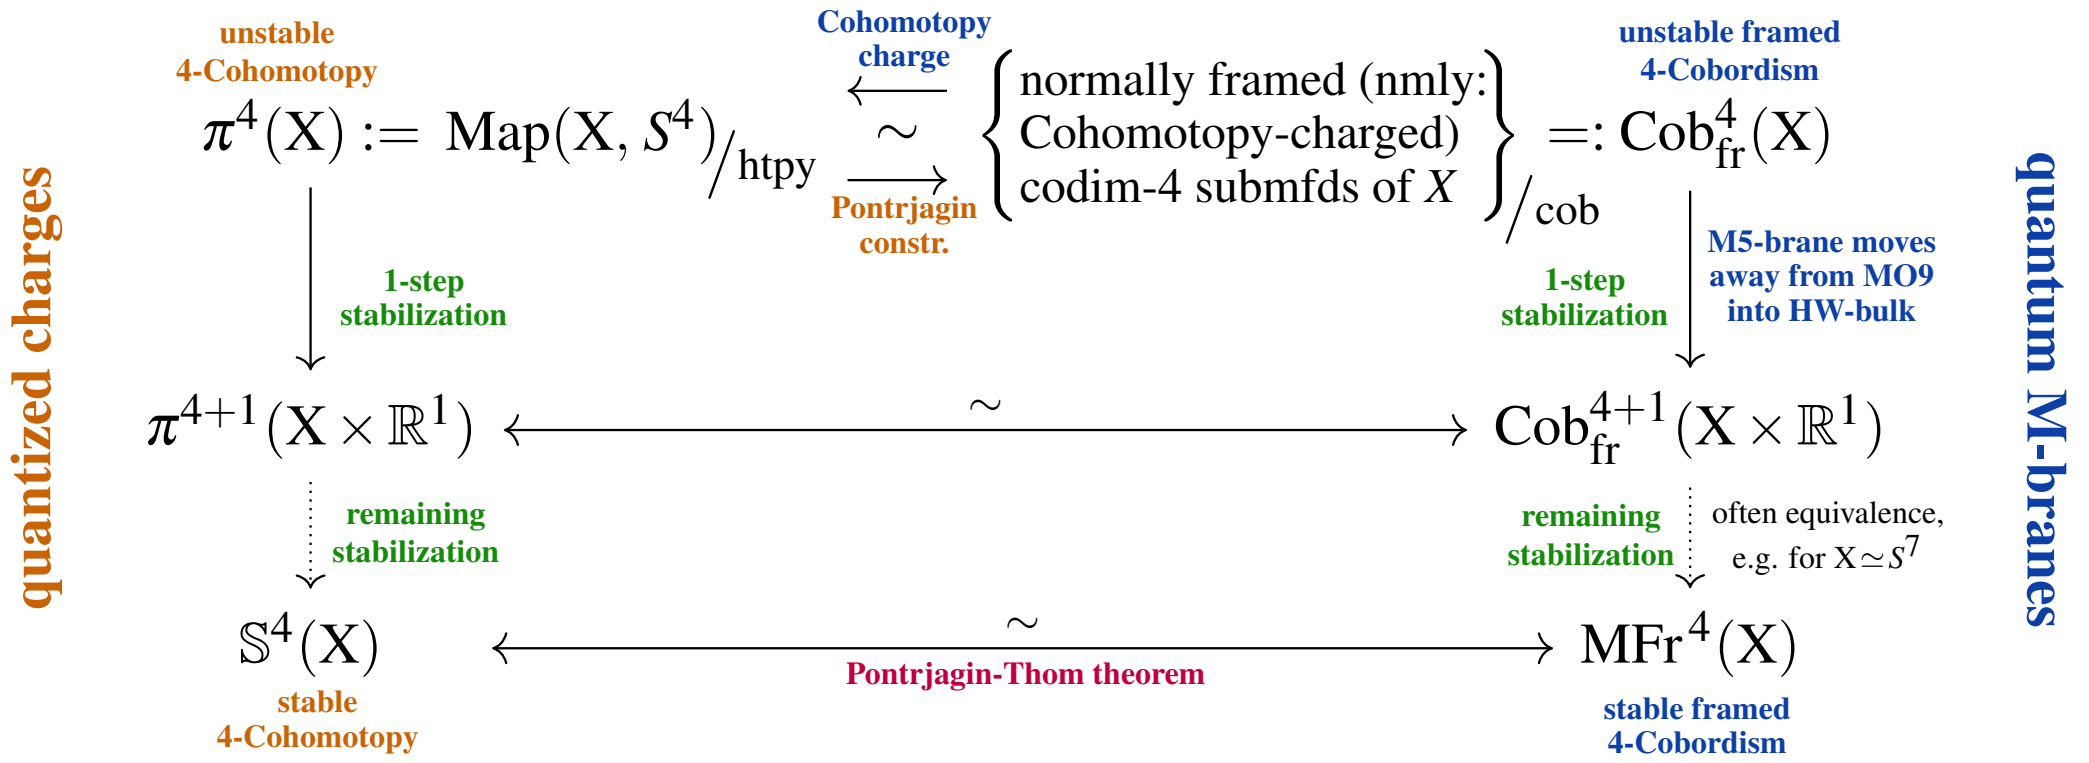 unstable
4-Cohomotopy
Cohomotopy
charge
unstable framed
4-Cobordism
π⁴(X) := Map(X, S⁴)/htpy
∼
{ normally framed (nmly:
Cohomotopy-charged)
codim-4 submfds of X }/cob
=: Cob⁴_fr(X)
Pontrjagin
constr.
quantized charges
1-step
stabilization
1-step
stabilization
M5-brane moves
away from MO9
into HW-bulk
quantum M-branes
π⁴⁺¹(X × ℝ¹)
∼
Cob⁴⁺¹_fr(X × ℝ¹)
remaining
stabilization
remaining
stabilization
often equivalence,
e.g. for X ≃ S⁷
𝕊⁴(X)
∼
MFr⁴(X)
Pontrjagin-Thom theorem
stable
4-Cohomotopy
stable framed
4-Cobordism